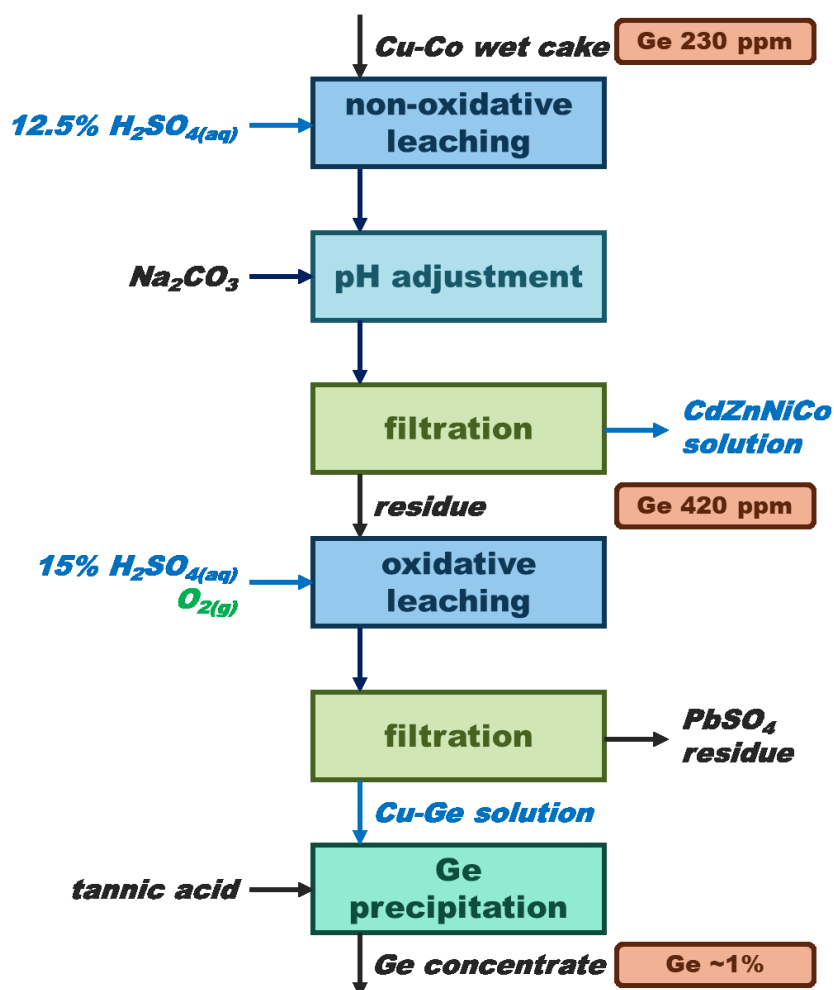 Cu-Co wet cake
Ge 230 ppm
12.5% H₂SO₄₍ₐq₎
non-oxidative
leaching
Na₂CO₃
pH adjustment
filtration
CdZnNiCo
solution
residue
Ge 420 ppm
15% H₂SO₄(aq)
O₂(g)
oxidative
leaching
filtration
PbSO₄
residue
Cu-Ge solution
tannic acid
Ge
precipitation
Ge concentrate
Ge ~1%